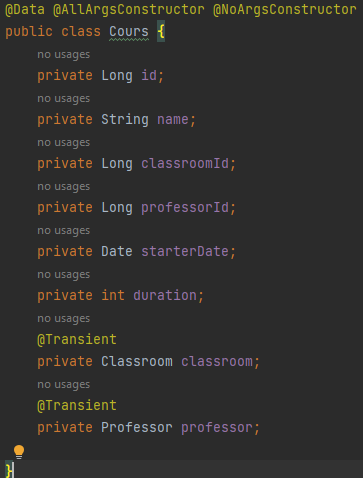 @Data @AllArgsConstructor @NoArgsConstructor
public class Cours {
no usages
private Long id;
no usages
private String name;
no usages
private Long classroomId;
no usages
private Long professorId;
no usages
private Date starterDate;
no usages
private int duration;
no usages
@Transient
private Classroom classroom;
no usages
@Transient
private Professor professor;
}